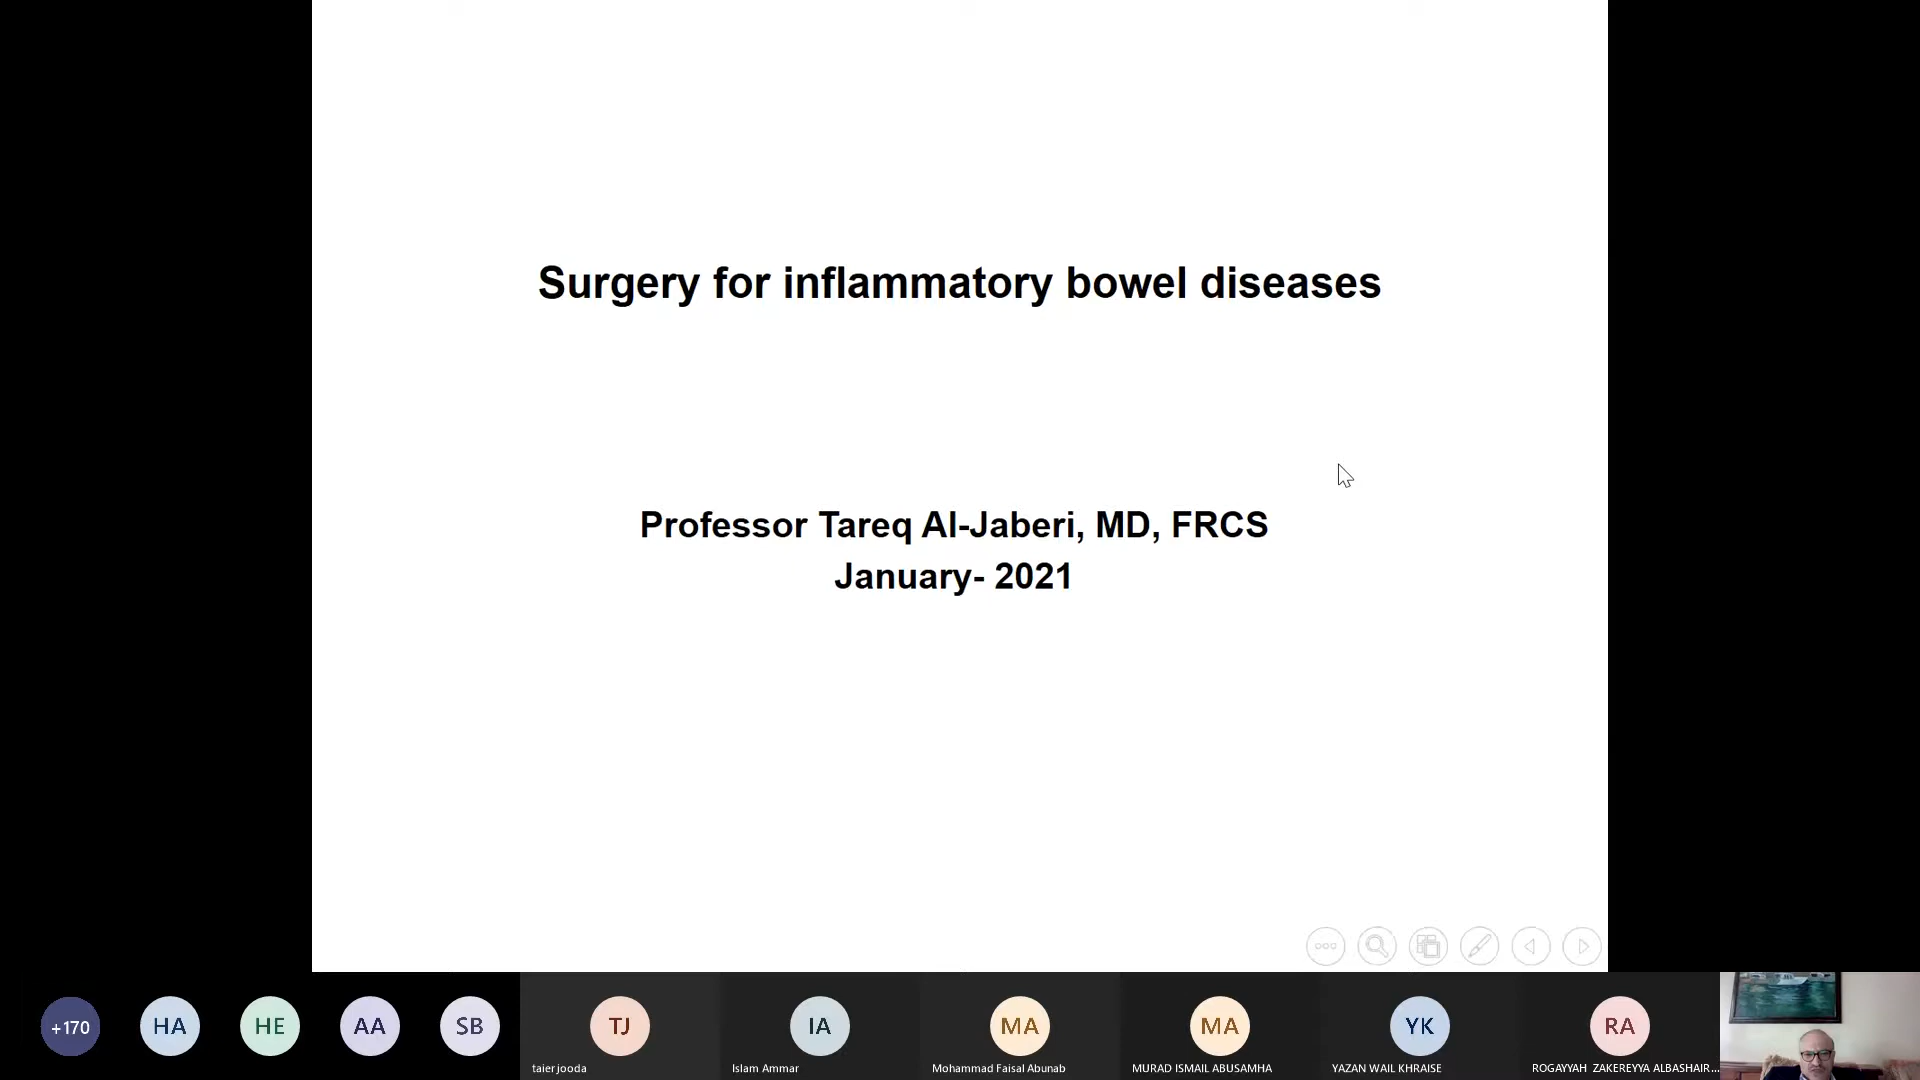 Surgery for inflammatory bowel diseases
Professor Tareq Al-Jaberi, MD, FRCS
January- 2021
+170
HA
HE
AA
SB
TJ
IA
MA
MA
YK
RA
taier jooda
Islam Ammar
Mohammad Faisal Abunab
MURAD ISMAIL ABUSAMHA
YAZAN WAIL KHRAISE
ROGAYYAH ZAKEREYYA ALBASHAIR...